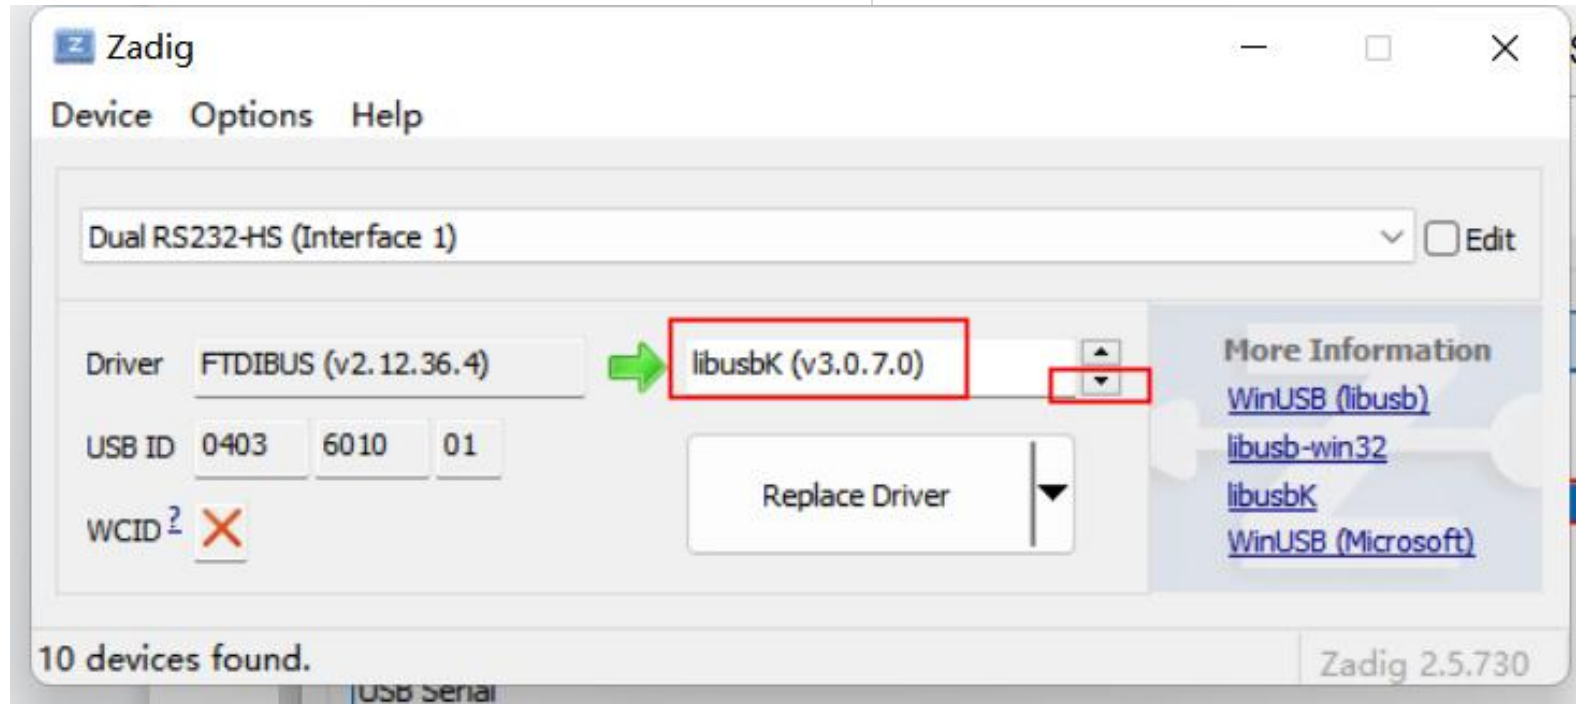 Zadig
Device Options Help
Dual RS232-HS (Interface 1)
Edit
Driver FTDIBUS (v2.12.36.4) libusbK (v3.0.7.0)
USB ID 0403 6010 01
WCID ?
Replace Driver
More Information
WinUSB (libusb)
libusb-win32
libusbK
WinUSB (Microsoft)
10 devices found.
Zadig 2.5.730
USB Serial